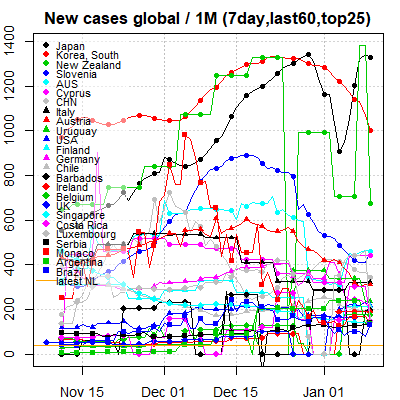 New cases global / 1M (7day,last60,top25)
1400
1200
1000
800
600
400
200
0
Japan
Korea, South
New Zealand
Slovenia
AUS
Cyprus
CHN
Italy
Austria
Uruguay
USA
Finland
Germany
Chile
Barbados
Ireland
Belgium
UK
Singapore
Costa Rica
Luxembourg
Serbia
Monaco
Argentina
Brazil
latest NL
Nov 15
Dec 01
Dec 15
Jan 01